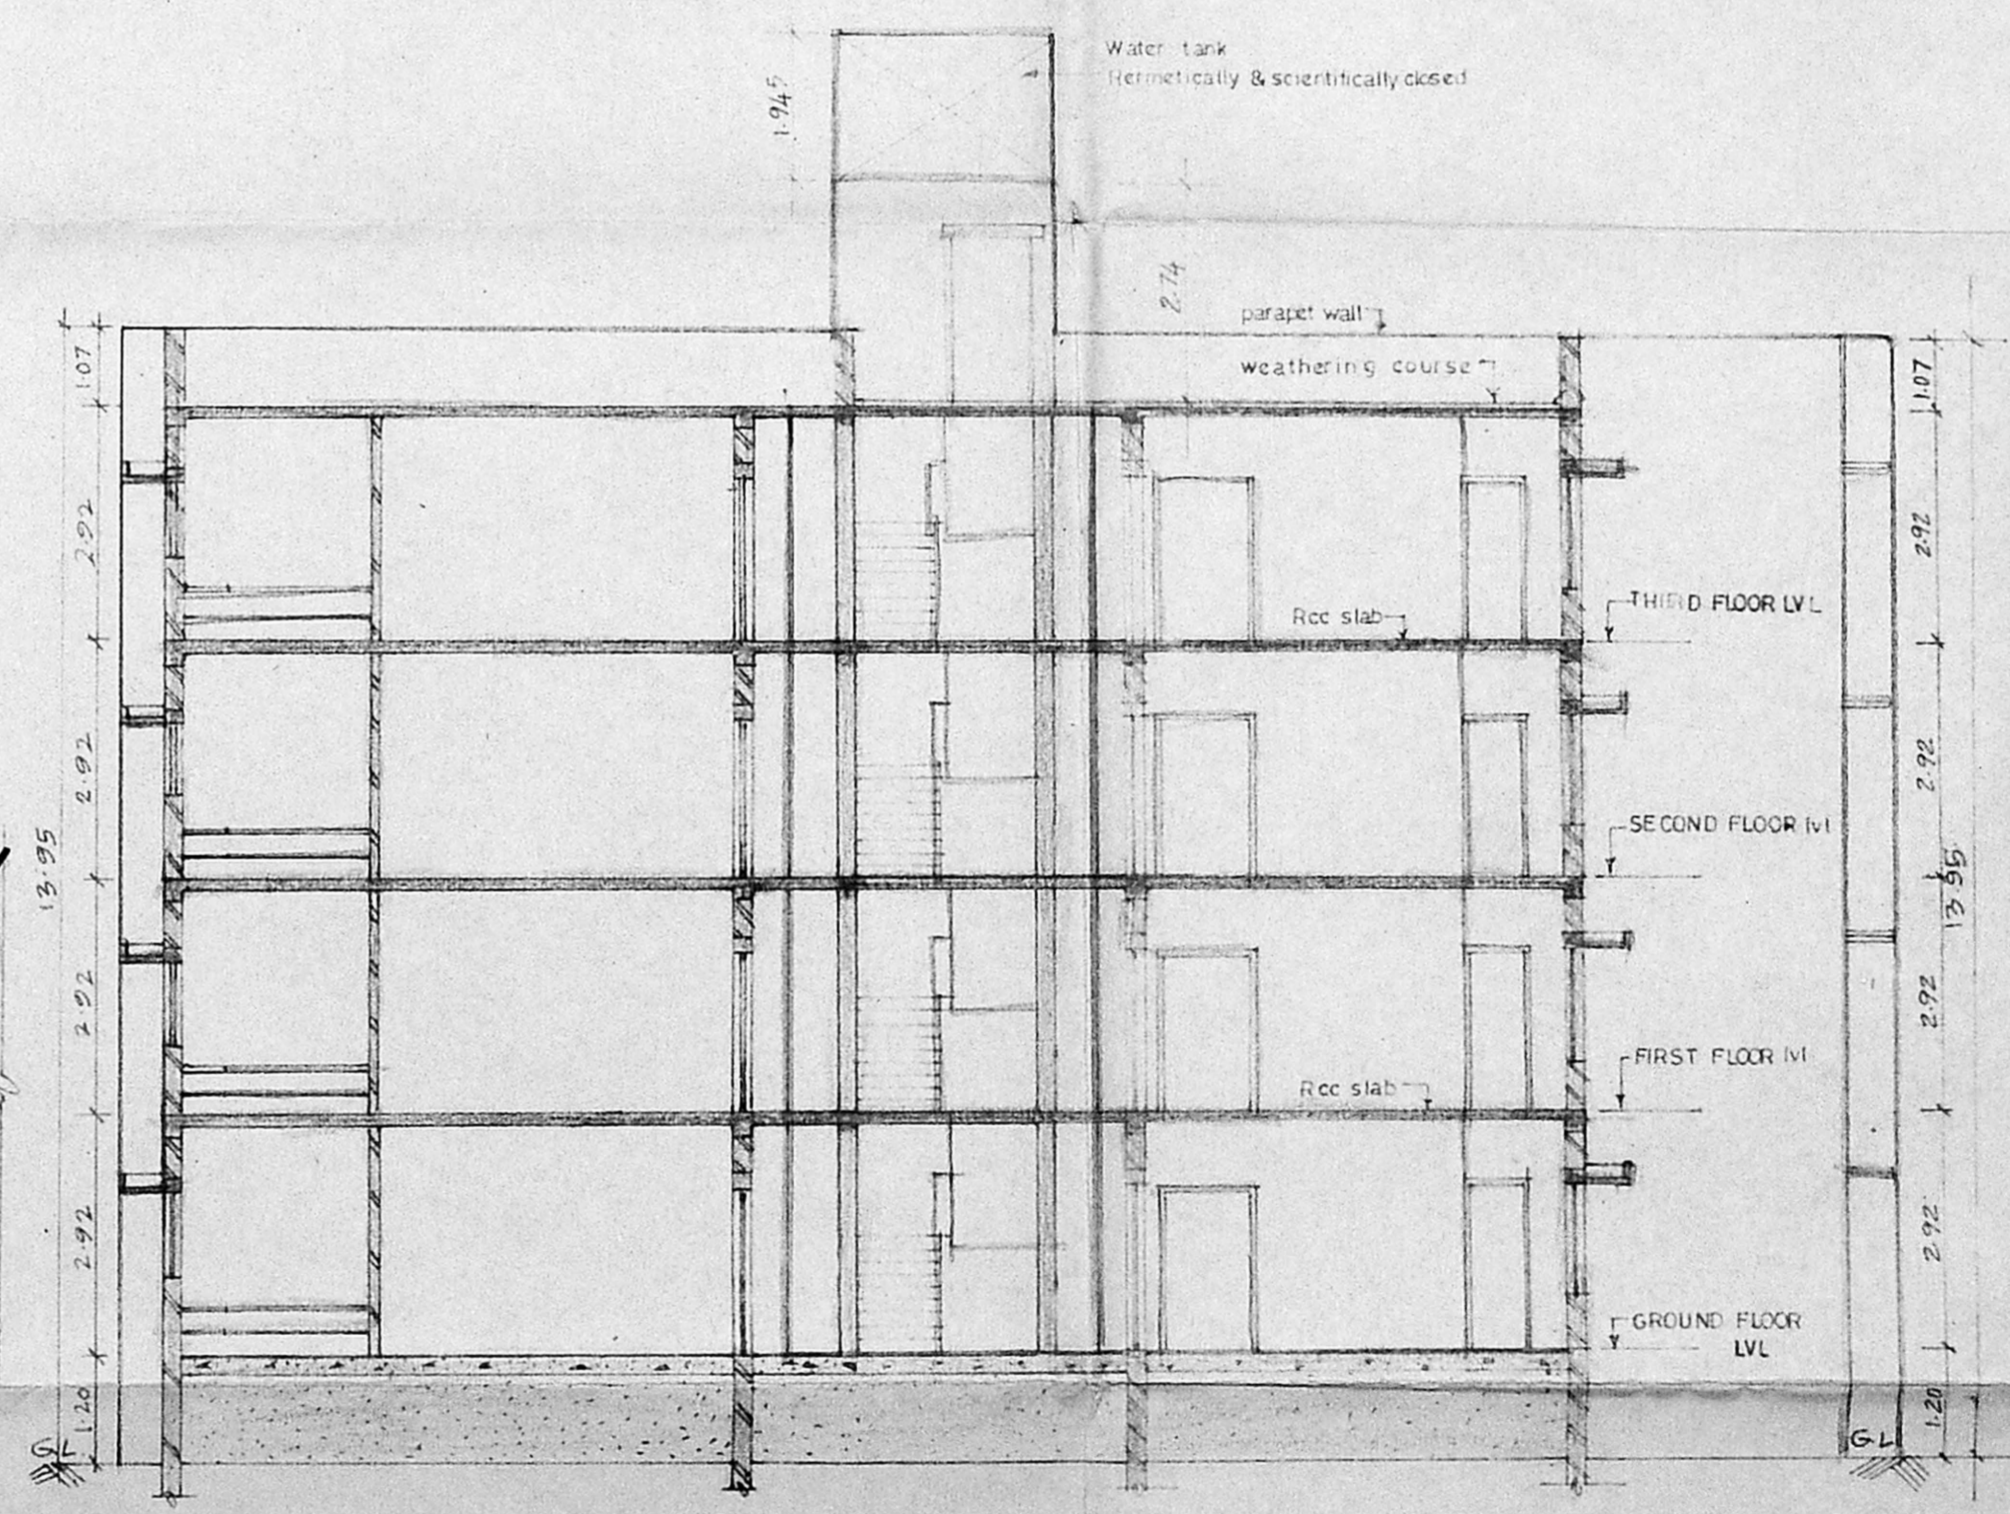 Water tank
Hermetically & scientifically closed
1.945
2.74
parapet wall
weathering course
1.07
1.07
2.92
2.92
Rcc slab
THIRD FLOOR LVL
2.92
2.92
SECOND FLOOR lvl
13.95
13.95
2.92
2.92
Rcc slab
FIRST FLOOR lvl
2.92
2.92
GROUND FLOOR
LVL
1.20
1.20
GL
GL